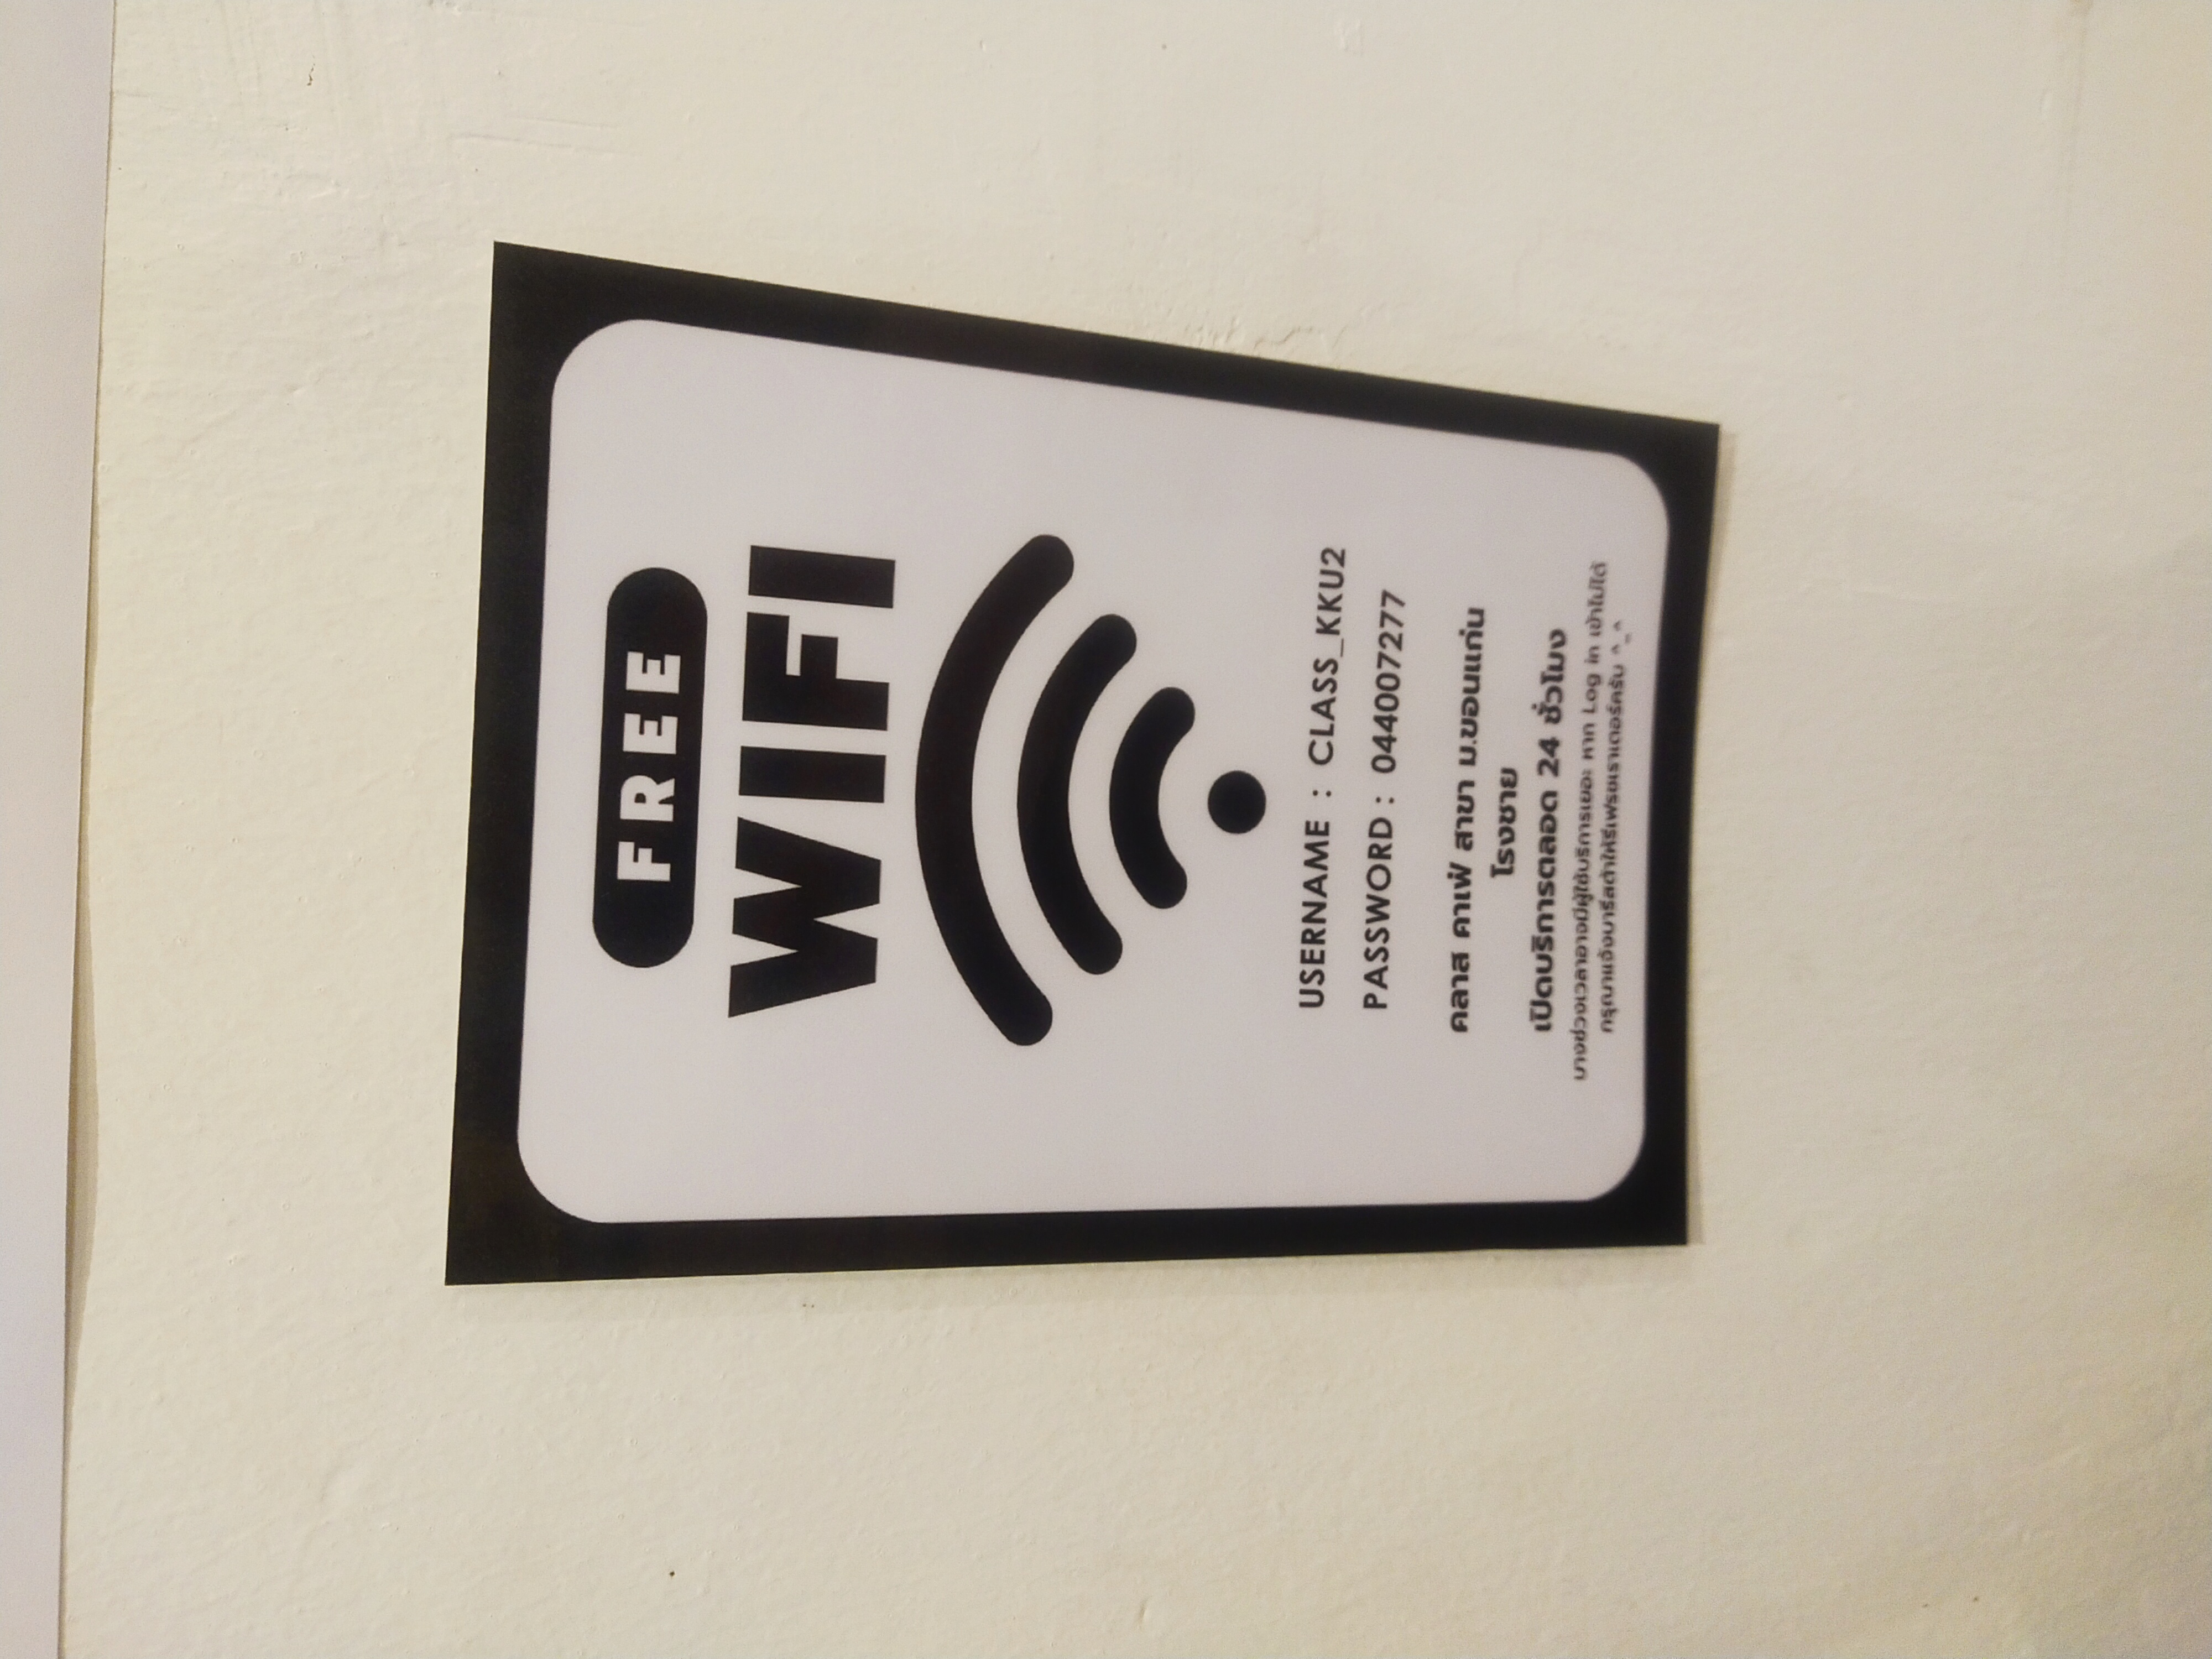 FREE
WIFI
USERNAME : CLASS_KKU2
PASSWORD : 044007277
คลาส คาเฟ่ สาขา ม.ขอนแก่น
โรงชาย
เปิดบริการตลอด 24 ชั่วโมง
บางช่วงเวลาอาจมีผู้ใช้บริการเยอะ หาก Log in เข้าไม่ได้
กรุณาแจ้งบาริสต้าให้รีเฟรชเราเตอร์ครับ ^_^